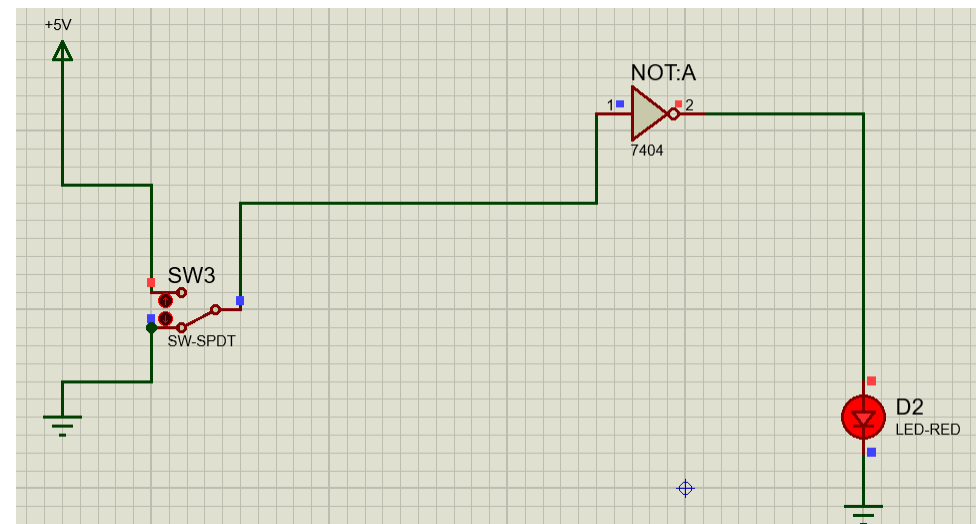 +5V
NOT:A
1
2
7404
SW3
SW-SPDT
D2
LED-RED